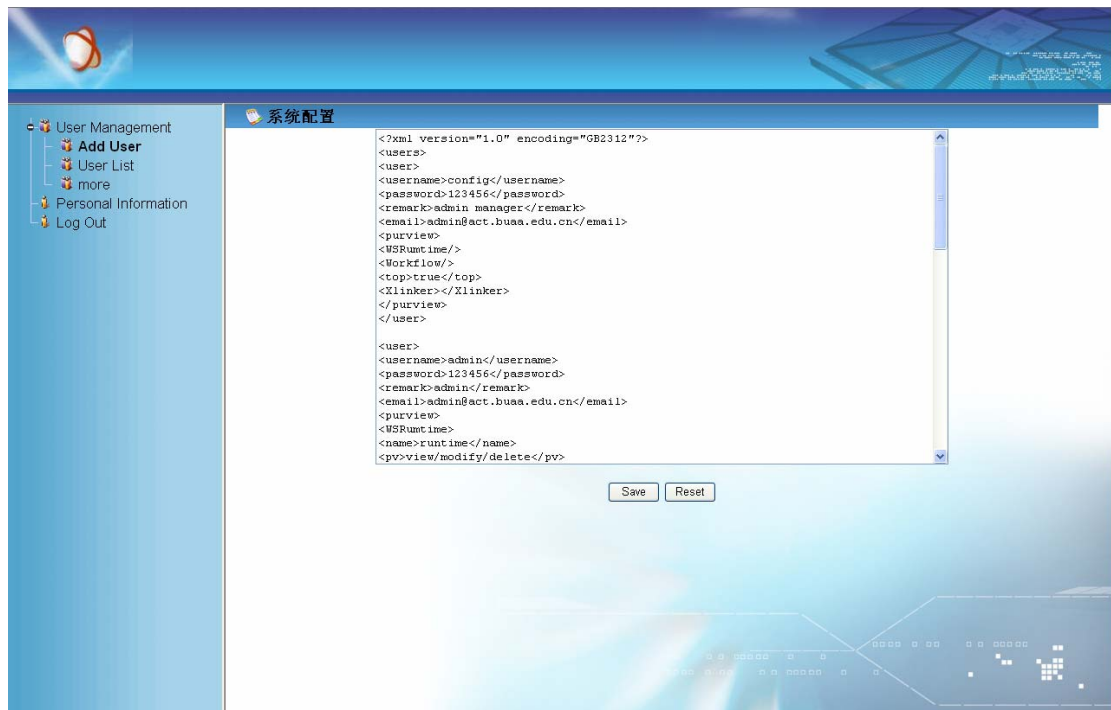 User Management
Add User
User List
more
Personal Information
Log Out
系统配置
<?xml version="1.0" encoding="GB2312"?>
<users>
<user>
<username>config</username>
<password>123456</password>
<remark>admin manager</remark>
<email>admin@act.buaa.edu.cn</email>
<purview>
<WSRumtime/>
<Workflow/>
<top>true</top>
<Xlinker></Xlinker>
</purview>
</user>
<user>
<username>admin</username>
<password>123456</password>
<remark>admin</remark>
<email>admin@act.buaa.edu.cn</email>
<purview>
<WSRumtime>
<name>runtime</name>
<pv>view/modify/delete</pv>
Save Reset